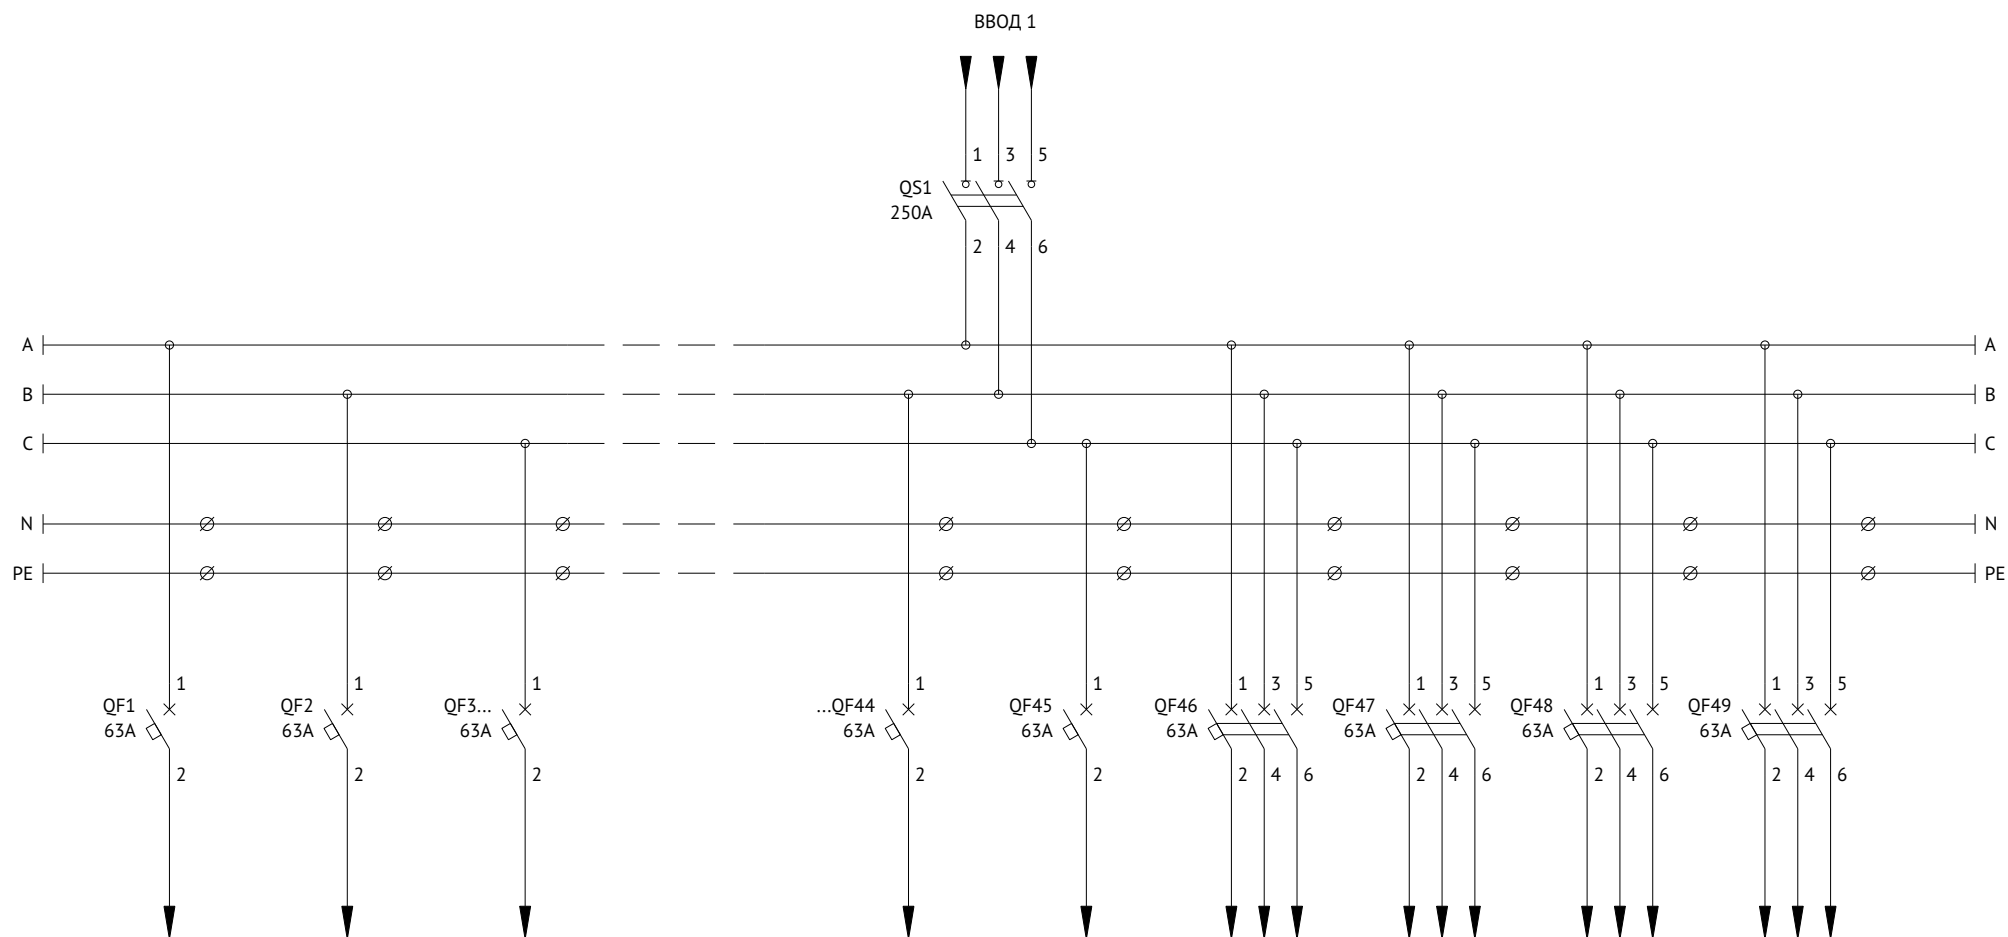 ВВОД 1
1 3 5
QS1
250A
2 4 6
A A
B B
C C
N N
PE PE
1 1 1 1 1 1 3 5 1 3 5 1 3 5 1 3 5
QF1 QF2 QF3... ...QF44 QF45 QF46 QF47 QF48 QF49
63A 63A 63A 63A 63A 63A 63A 63A 63A
2 2 2 2 2 2 4 6 2 4 6 2 4 6 2 4 6